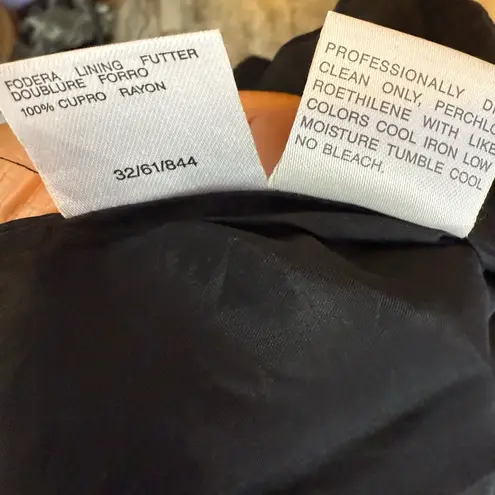 FODERA LINING FUTTER
DOUBLURE FORRO
100% CUPRO RAYON
32/61/844
PROFESSIONALLY D
CLEAN ONLY, PERCHLO
ROETHILENE WITH LIKE
COLORS COOL IRON LOW
MOISTURE TUMBLE COOL
NO BLEACH.